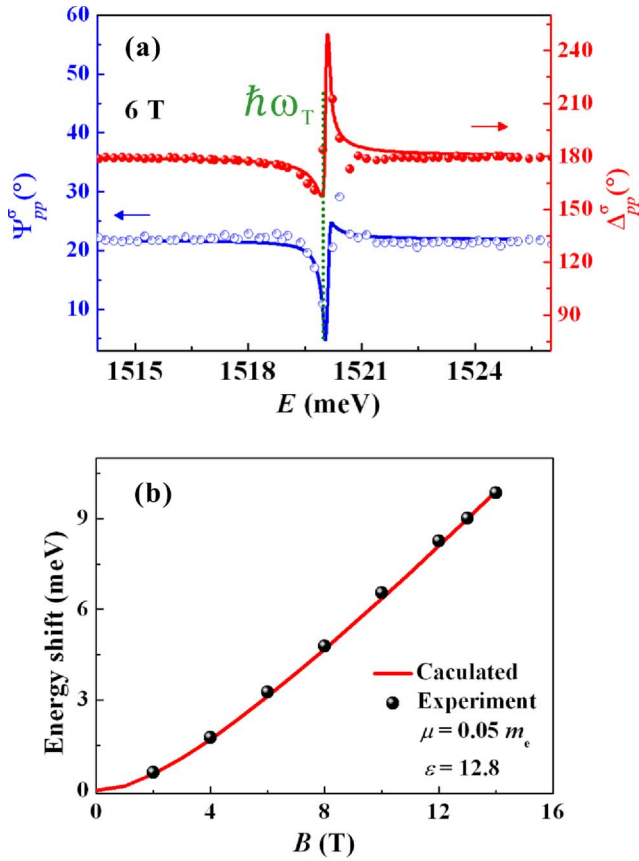 (a)
6 T
ħω_T
60
50
40
30
20
10
Ψ^σ_pp(°)
240
210
180
150
120
90
Δ^σ_pp(°)
1515 1518 1521 1524
E (meV)
(b)
9
6
3
0
Energy shift (meV)
Caculated
Experiment
μ = 0.05 m_e
ε = 12.8
0 4 8 12 16
B (T)